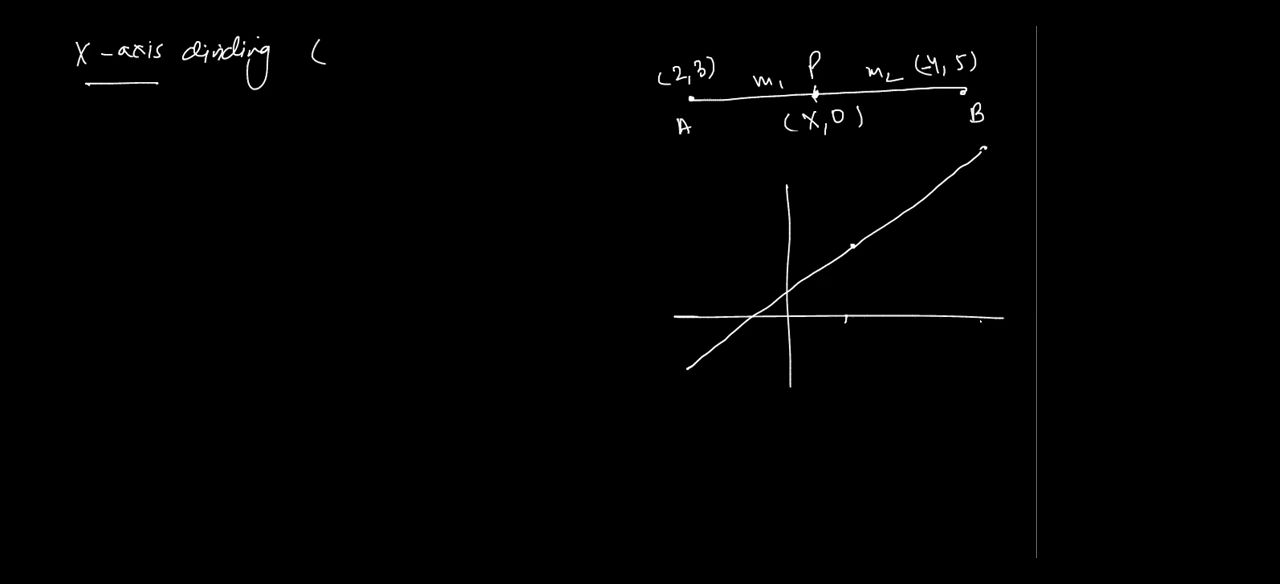 X-axis dividing (
(2,3) m₁ P m₂ (-4, 5)
A (X,0) B